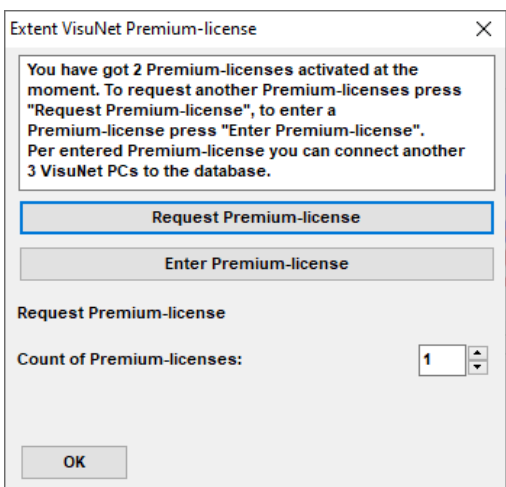 Extent VisuNet Premium-license
You have got 2 Premium-licenses activated at the
moment. To request another Premium-licenses press
"Request Premium-license", to enter a
Premium-license press "Enter Premium-license".
Per entered Premium-license you can connect another
3 VisuNet PCs to the database.
Request Premium-license
Enter Premium-license
Request Premium-license
Count of Premium-licenses: 1
OK